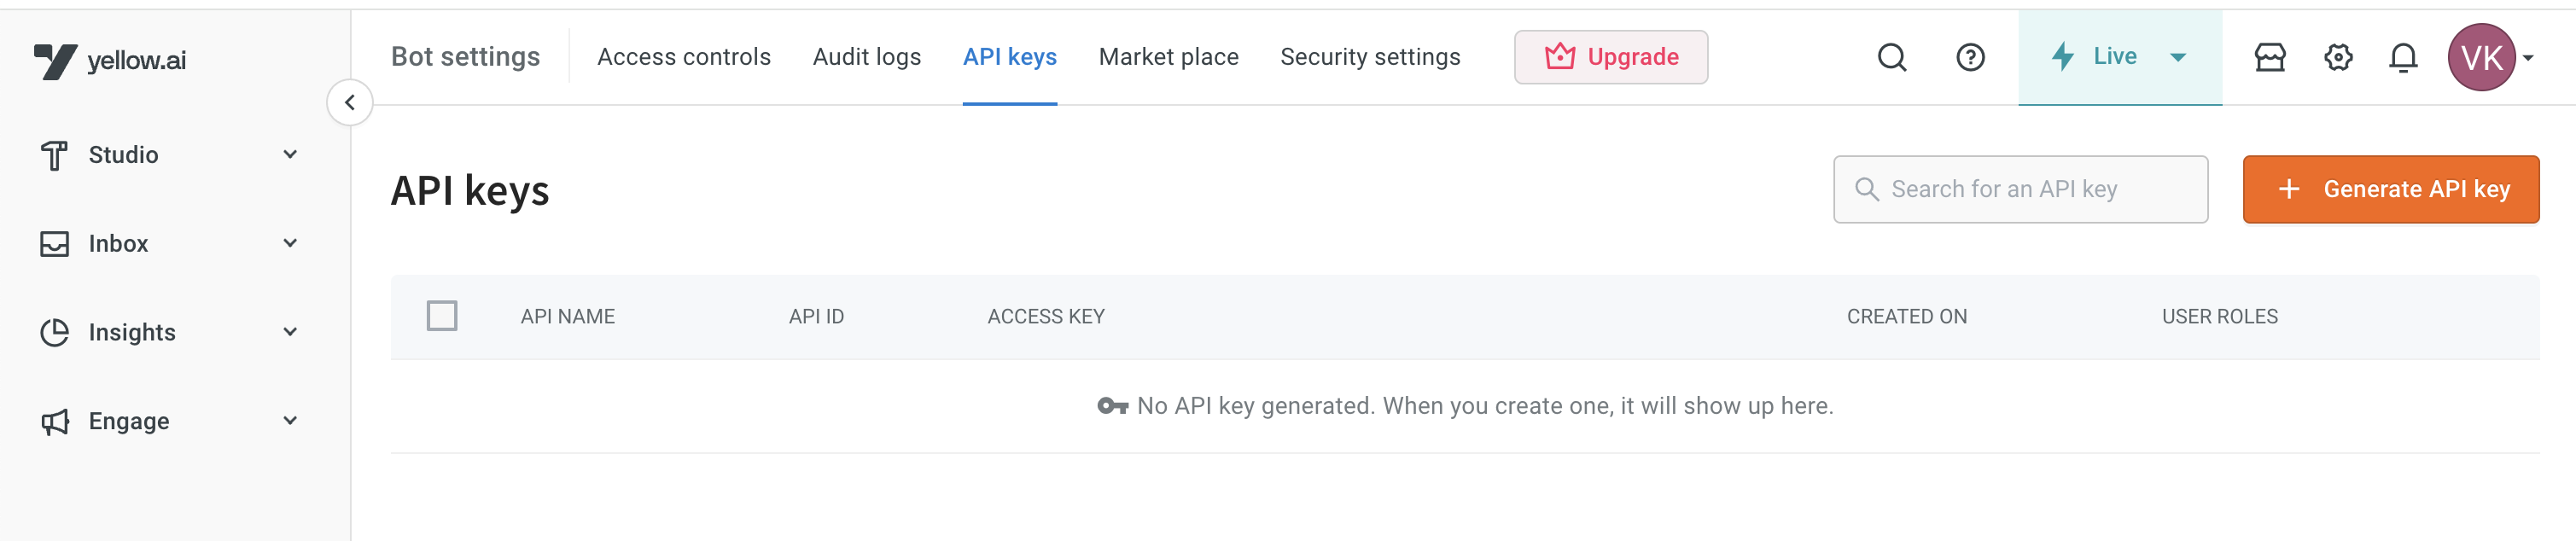 yellow.ai
Bot settings
Access controls
Audit logs
API keys
Market place
Security settings
Upgrade
Live
VK
Studio
Inbox
Insights
Engage
API keys
Search for an API key
+ Generate API key
API NAME
API ID
ACCESS KEY
CREATED ON
USER ROLES
No API key generated. When you create one, it will show up here.